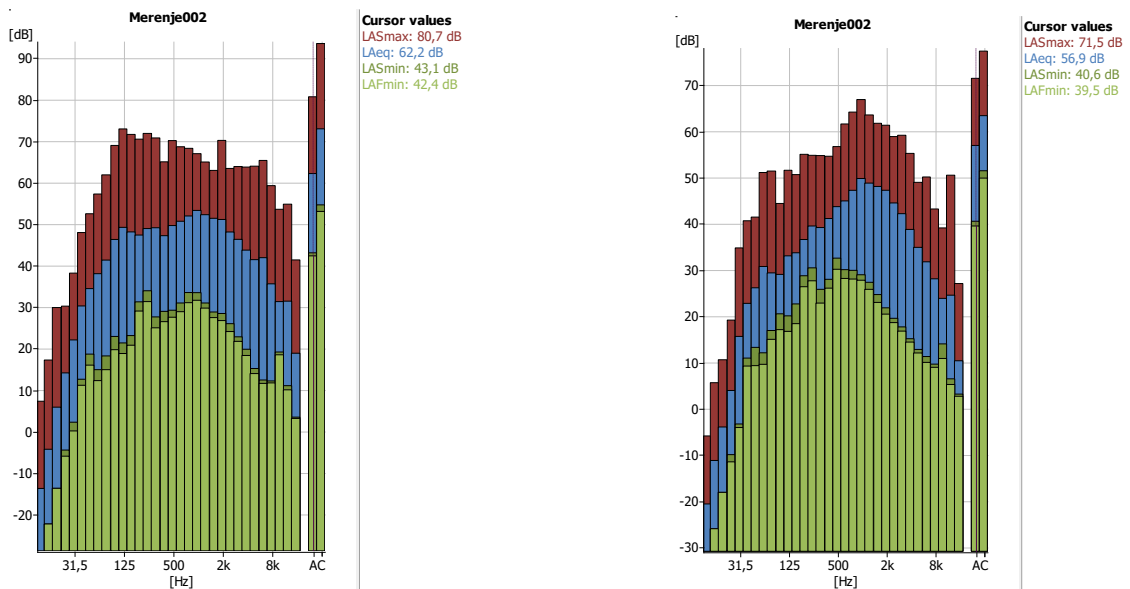 Merenje002
[dB]
90
80
70
60
50
40
30
20
10
0
-10
-20
31,5 125 500 2k 8k AC
[Hz]
Cursor values
LASmax: 80,7 dB
LAeq: 62,2 dB
LASmin: 43,1 dB
LAFmin: 42,4 dB
Merenje002
[dB]
70
60
50
40
30
20
10
0
-10
-20
-30
31,5 125 500 2k 8k AC
[Hz]
Cursor values
LASmax: 71,5 dB
LAeq: 56,9 dB
LASmin: 40,6 dB
LAFmin: 39,5 dB